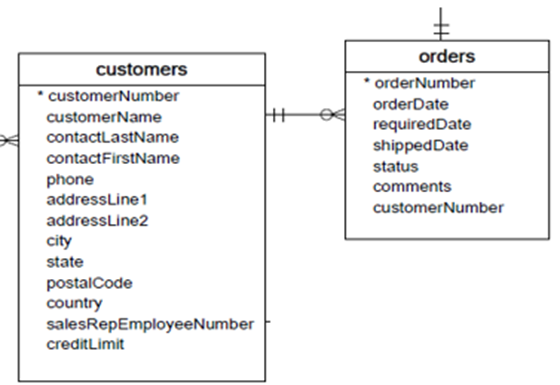 customers
* customerNumber
customerName
contactLastName
contactFirstName
phone
addressLine1
addressLine2
city
state
postalCode
country
salesRepEmployeeNumber
creditLimit
orders
* orderNumber
orderDate
requiredDate
shippedDate
status
comments
customerNumber